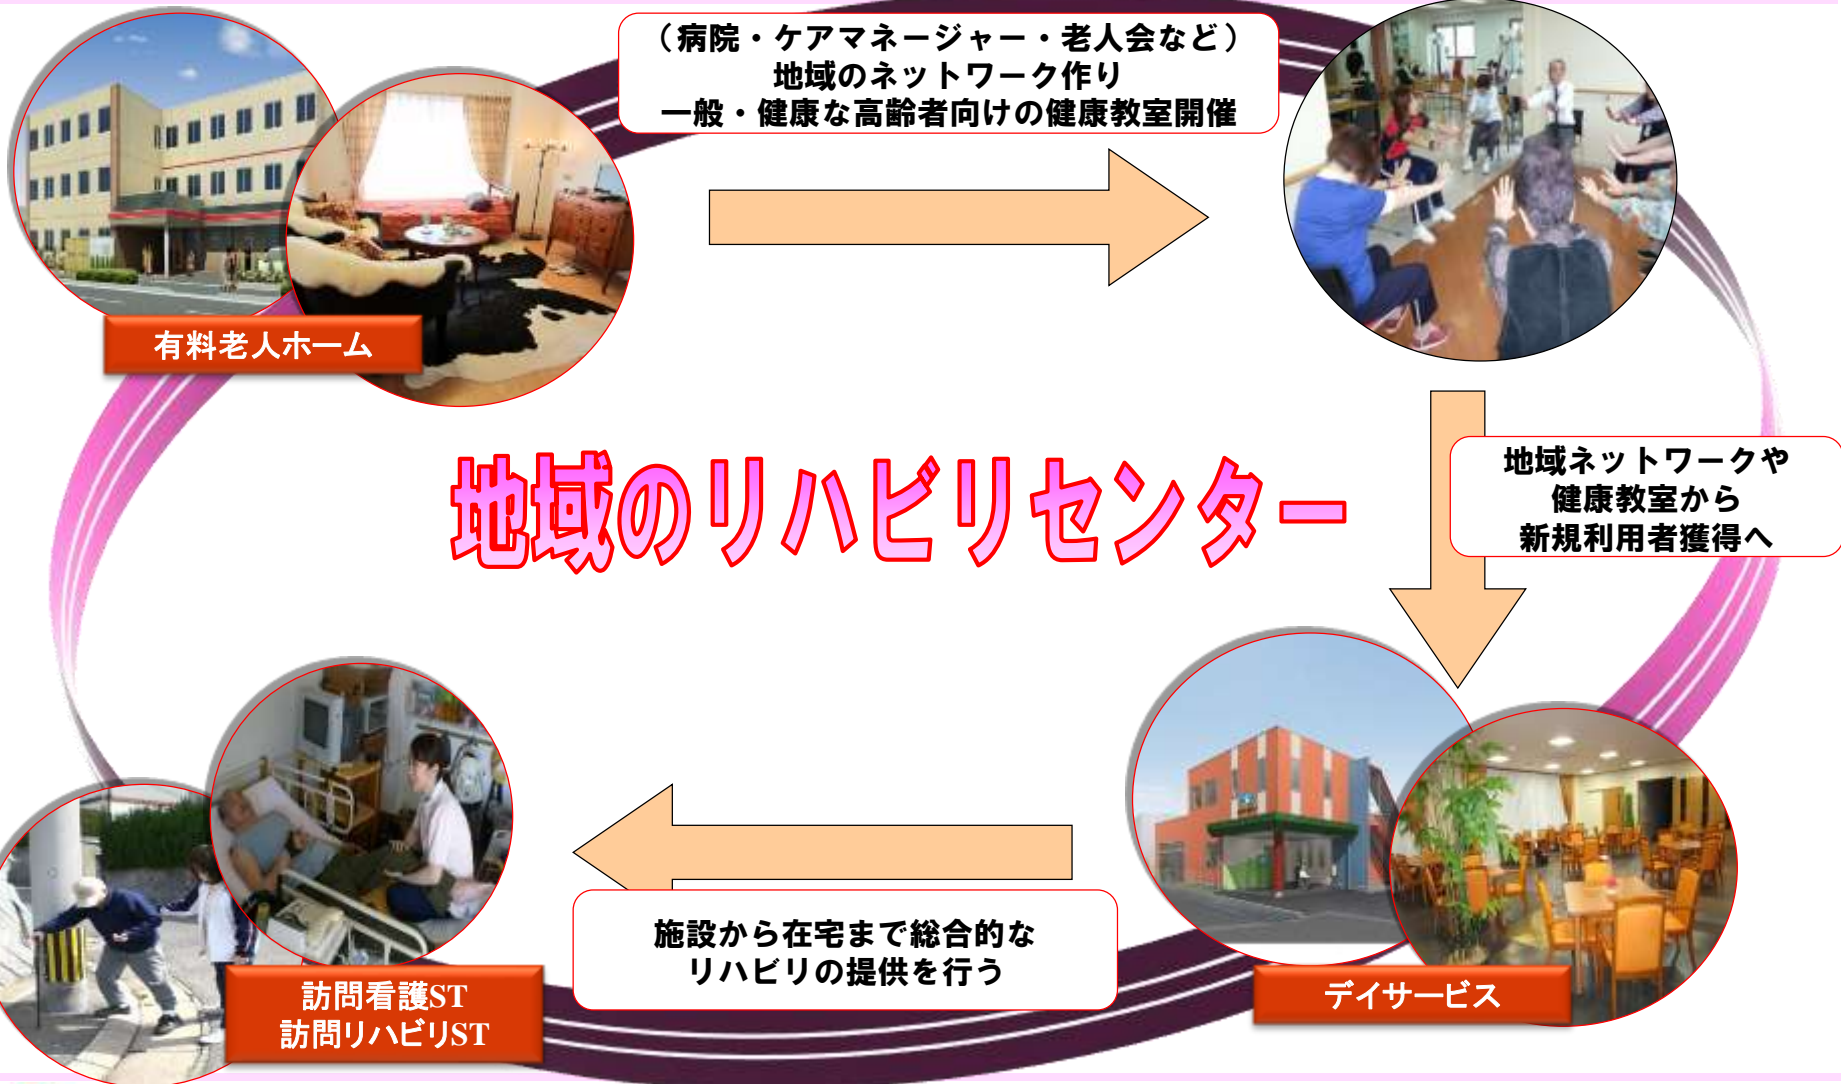 （病院・ケアマネージャー・老人会など）
地域のネットワーク作り
一般・健康な高齢者向けの健康教室開催
有料老人ホーム
地域のリハビリセンター
地域ネットワークや
健康教室から
新規利用者獲得へ
施設から在宅まで総合的な
リハビリの提供を行う
訪問看護ST
訪問リハビリST
デイサービス